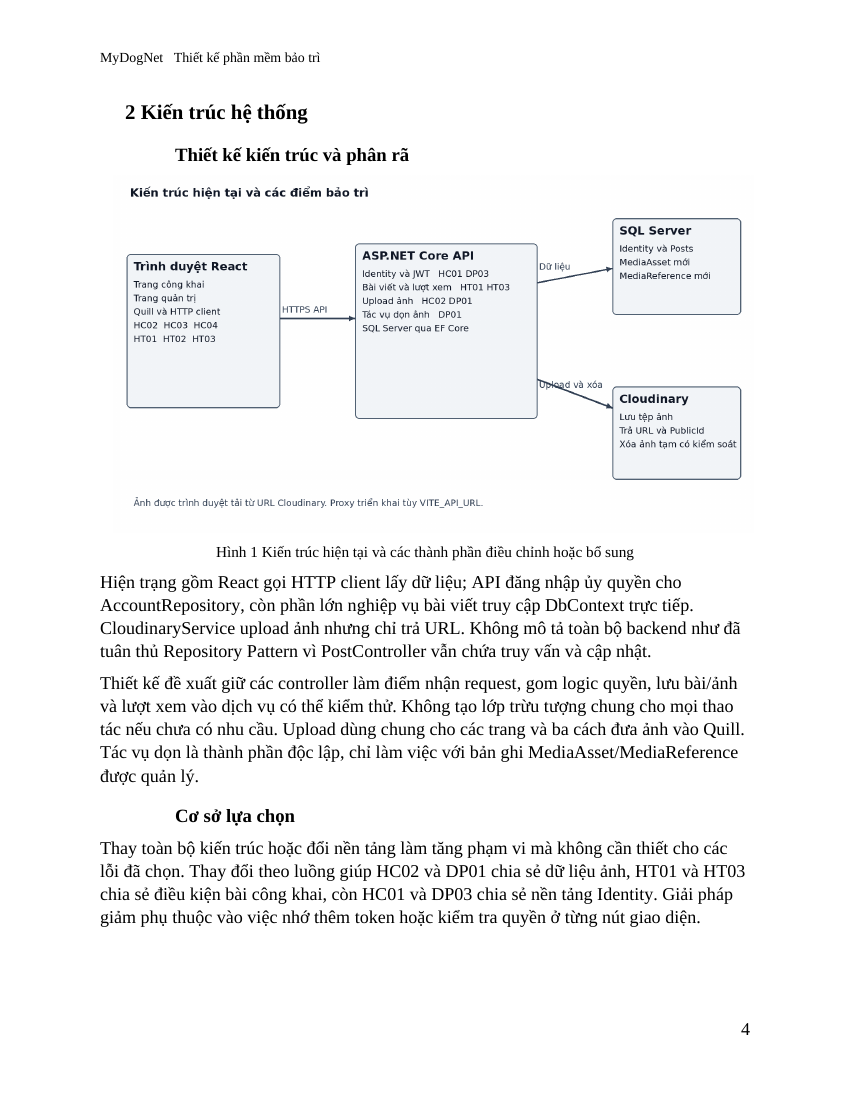 MyDogNet Thiết kế phần mềm bảo trì
2 Kiến trúc hệ thống
Thiết kế kiến trúc và phân rã
Kiến trúc hiện tại và các điểm bảo trì
Trình duyệt React
Trang công khai
Trang quản trị
Quill và HTTP client
HC02 HC03 HC04
HT01 HT02 HT03
HTTPS API
ASP.NET Core API
Identity và JWT HC01 DP03
Bài viết và lượt xem HT01 HT03
Upload ảnh HC02 DP01
Tác vụ dọn ảnh DP01
SQL Server qua EF Core
Dữ liệu
SQL Server
Identity và Posts
MediaAsset mới
MediaReference mới
Upload và xóa
Cloudinary
Lưu tệp ảnh
Trả URL và PublicId
Xóa ảnh tạm có kiểm soát
Ảnh được trình duyệt tải từ URL Cloudinary. Proxy triển khai tùy VITE_API_URL.
Hình 1 Kiến trúc hiện tại và các thành phần điều chỉnh hoặc bổ sung
Hiện trạng gồm React gọi HTTP client lấy dữ liệu; API đăng nhập ủy quyền cho
AccountRepository, còn phần lớn nghiệp vụ bài viết truy cập DbContext trực tiếp.
CloudinaryService upload ảnh nhưng chỉ trả URL. Không mô tả toàn bộ backend như đã
tuân thủ Repository Pattern vì PostController vẫn chứa truy vấn và cập nhật.
Thiết kế đề xuất giữ các controller làm điểm nhận request, gom logic quyền, lưu bài/ảnh
và lượt xem vào dịch vụ có thể kiểm thử. Không tạo lớp trừu tượng chung cho mọi thao
tác nếu chưa có nhu cầu. Upload dùng chung cho các trang và ba cách đưa ảnh vào Quill.
Tác vụ dọn là thành phần độc lập, chỉ làm việc với bản ghi MediaAsset/MediaReference
được quản lý.
Cơ sở lựa chọn
Thay toàn bộ kiến trúc hoặc đổi nền tảng làm tăng phạm vi mà không cần thiết cho các
lỗi đã chọn. Thay đổi theo luồng giúp HC02 và DP01 chia sẻ dữ liệu ảnh, HT01 và HT03
chia sẻ điều kiện bài công khai, còn HC01 và DP03 chia sẻ nền tảng Identity. Giải pháp
giảm phụ thuộc vào việc nhớ thêm token hoặc kiểm tra quyền ở từng nút giao diện.
4